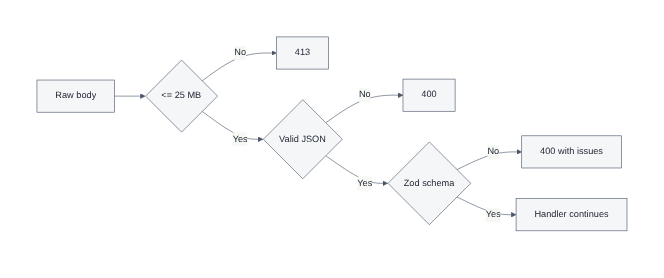 Raw body
<= 25 MB
No
413
Yes
Valid JSON
No
400
Yes
Zod schema
No
400 with issues
Yes
Handler continues